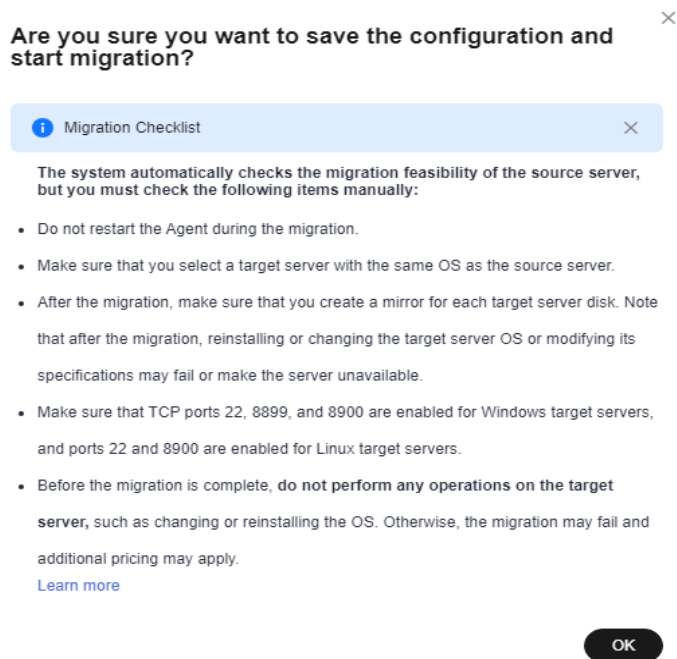 Are you sure you want to save the configuration and
start migration?
Migration Checklist
The system automatically checks the migration feasibility of the source server,
but you must check the following items manually:
• Do not restart the Agent during the migration.
• Make sure that you select a target server with the same OS as the source server.
• After the migration, make sure that you create a mirror for each target server disk. Note
that after the migration, reinstalling or changing the target server OS or modifying its
specifications may fail or make the server unavailable.
• Make sure that TCP ports 22, 8899, and 8900 are enabled for Windows target servers,
and ports 22 and 8900 are enabled for Linux target servers.
• Before the migration is complete, do not perform any operations on the target
server, such as changing or reinstalling the OS. Otherwise, the migration may fail and
additional pricing may apply.
Learn more
OK